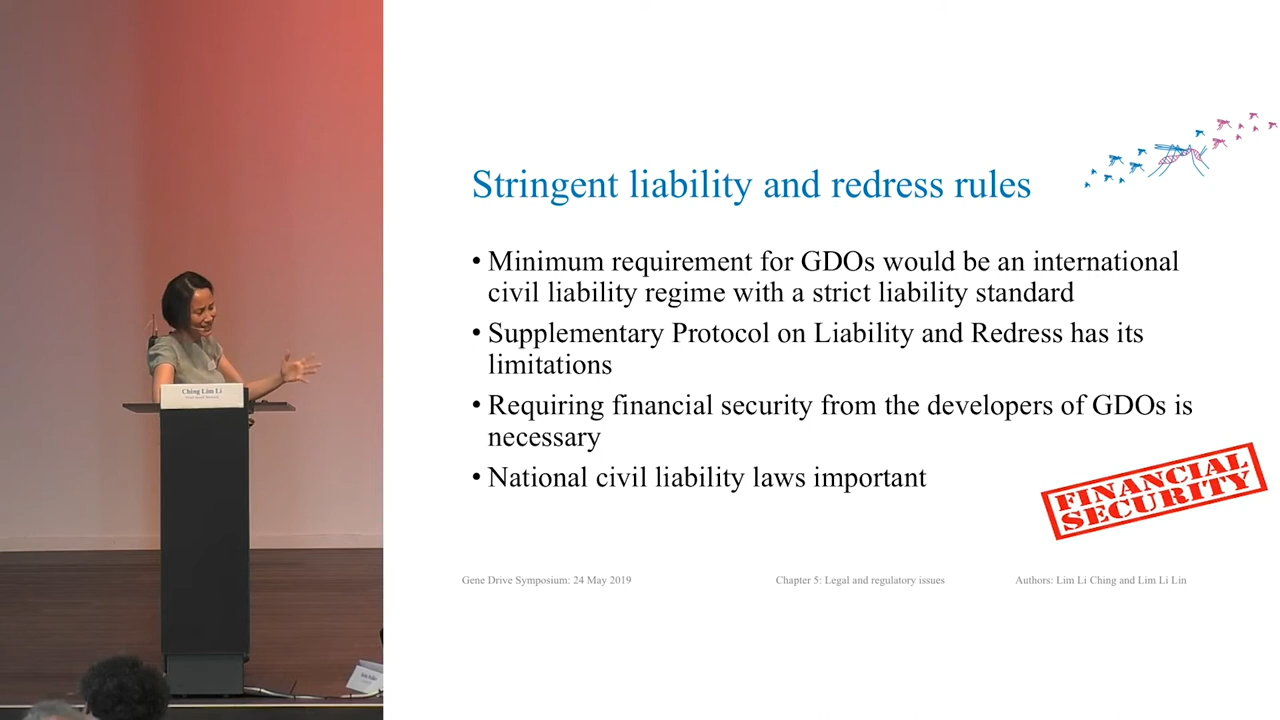 Stringent liability and redress rules
• Minimum requirement for GDOs would be an international
civil liability regime with a strict liability standard
• Supplementary Protocol on Liability and Redress has its
limitations
• Requiring financial security from the developers of GDOs is
necessary
• National civil liability laws important
FINANCIAL
SECURITY
Gene Drive Symposium: 24 May 2019
Chapter 5: Legal and regulatory issues
Authors: Lim Li Ching and Lim Li Lin
Ching Lim Li